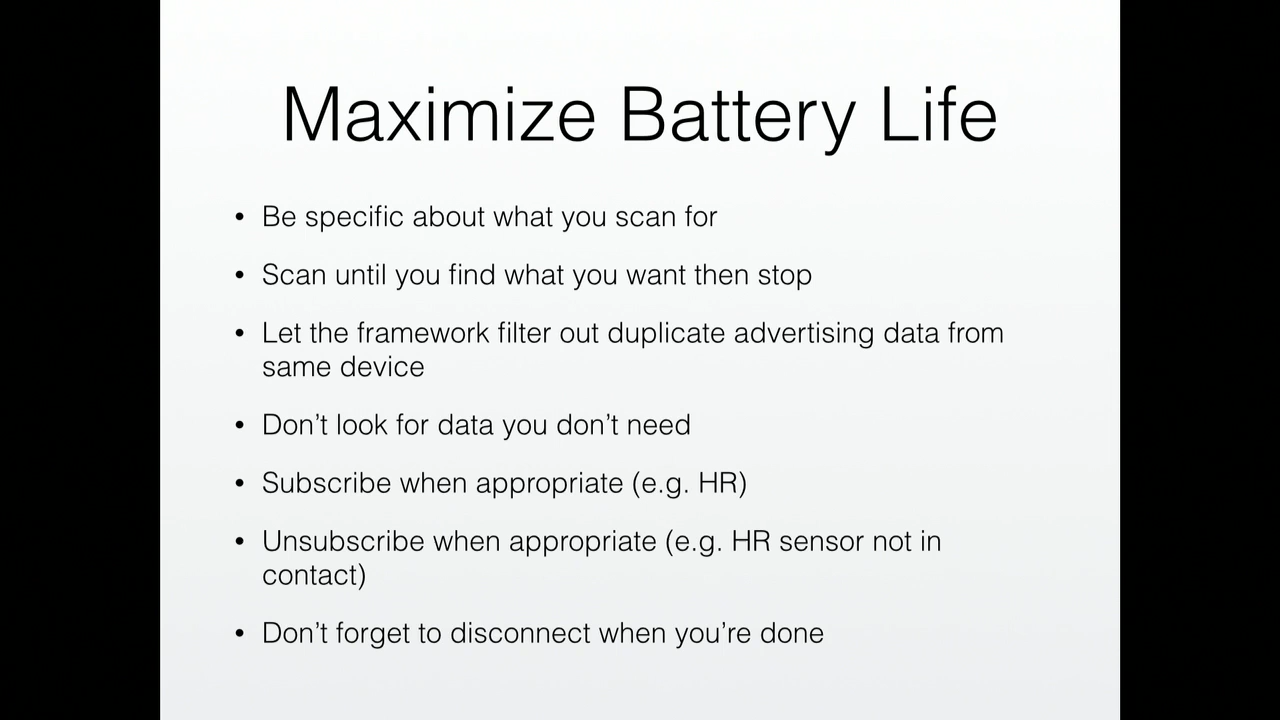 Maximize Battery Life
• Be specific about what you scan for
• Scan until you find what you want then stop
• Let the framework filter out duplicate advertising data from
same device
• Don’t look for data you don’t need
• Subscribe when appropriate (e.g. HR)
• Unsubscribe when appropriate (e.g. HR sensor not in
contact)
• Don’t forget to disconnect when you’re done